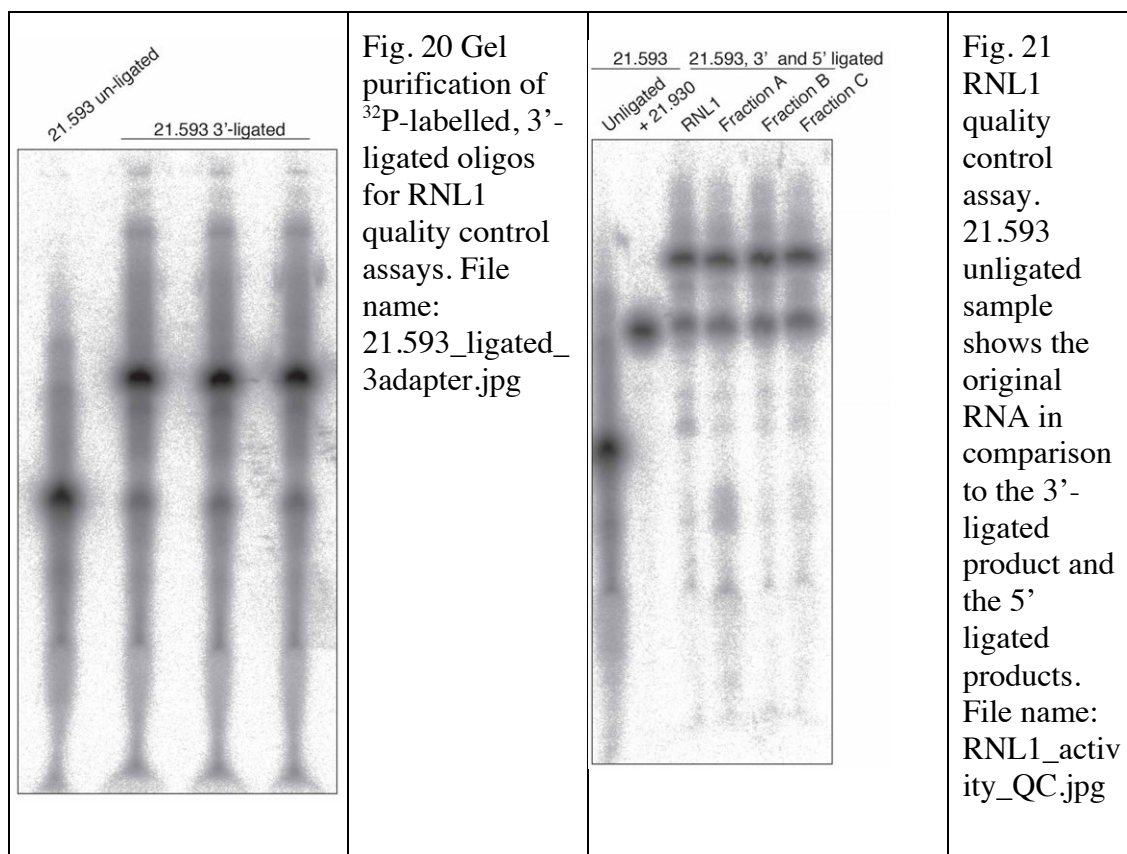 21.593 un-ligated
21.593 3'-ligated
Fig. 20 Gel
purification of
³²P-labelled, 3’-
ligated oligos
for RNL1
quality control
assays. File
name:
21.593_ligated_
3adapter.jpg
21.593
21.593, 3' and 5' ligated
Unligated
+ 21.930
RNL1
Fraction A
Fraction B
Fraction C
Fig. 21
RNL1
quality
control
assay.
21.593
unligated
sample
shows the
original
RNA in
comparison
to the 3’-
ligated
product and
the 5’
ligated
products.
File name:
RNL1_activ
ity_QC.jpg